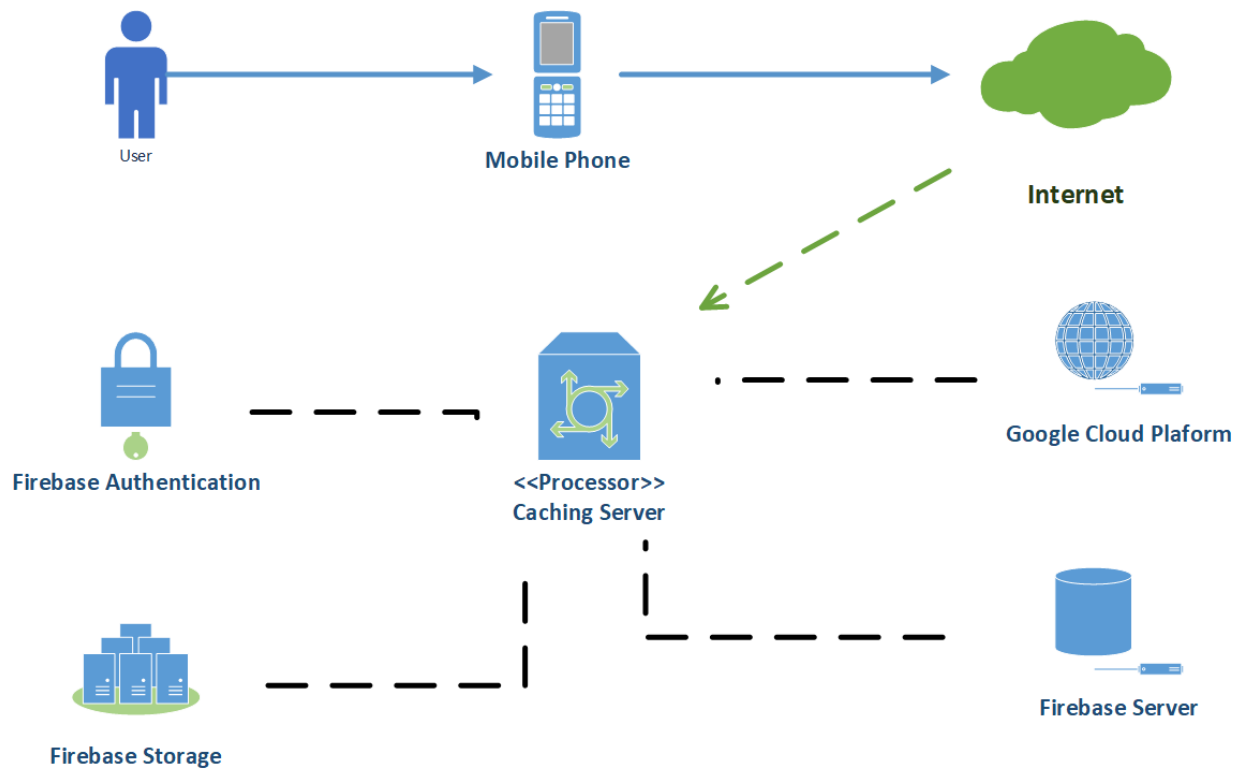 User
Mobile Phone
Internet
Firebase Authentication
<<Processor>>
Caching Server
Google Cloud Plaform
Firebase Storage
Firebase Server